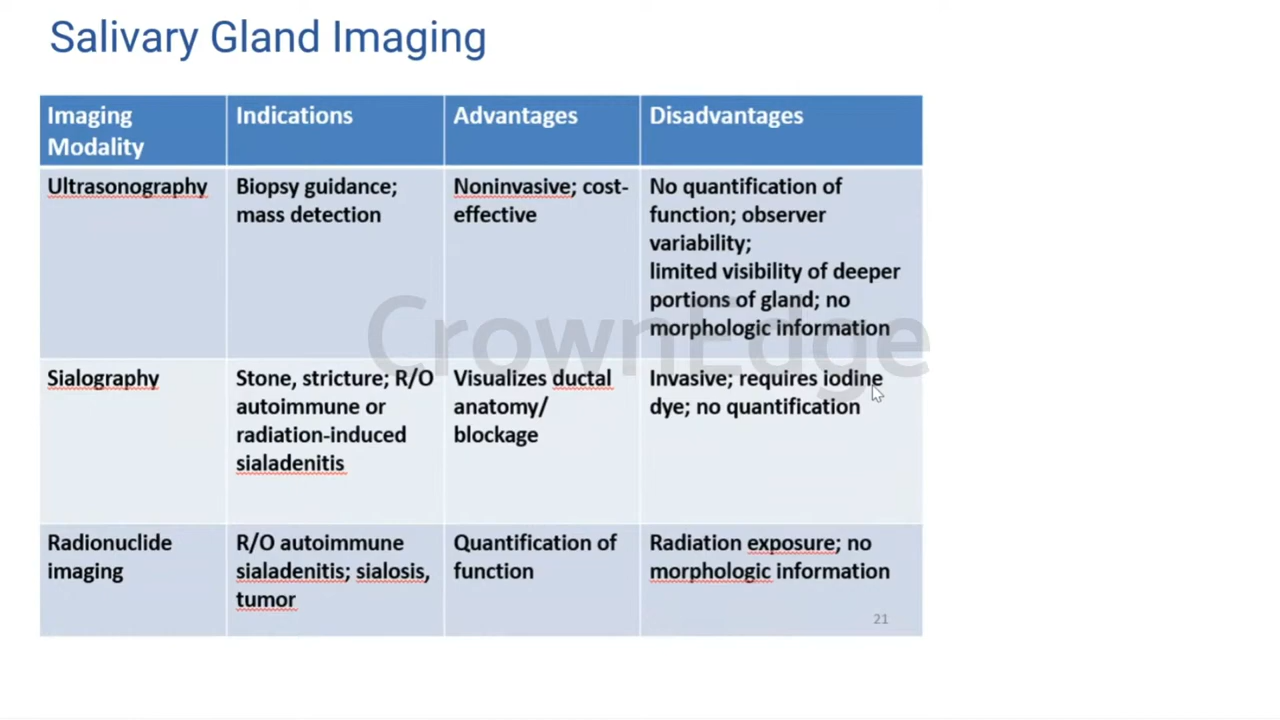 Salivary Gland Imaging
Imaging
Modality
Indications
Advantages
Disadvantages
Ultrasonography
Biopsy guidance;
mass detection
Noninvasive; cost-
effective
No quantification of
function; observer
variability;
limited visibility of deeper
portions of gland; no
morphologic information
CrownEdge
Sialography
Stone, stricture; R/O
autoimmune or
radiation-induced
sialadenitis
Visualizes ductal
anatomy/
blockage
Invasive; requires iodine
dye; no quantification
Radionuclide
imaging
R/O autoimmune
sialadenitis; sialosis,
tumor
Quantification of
function
Radiation exposure; no
morphologic information
21